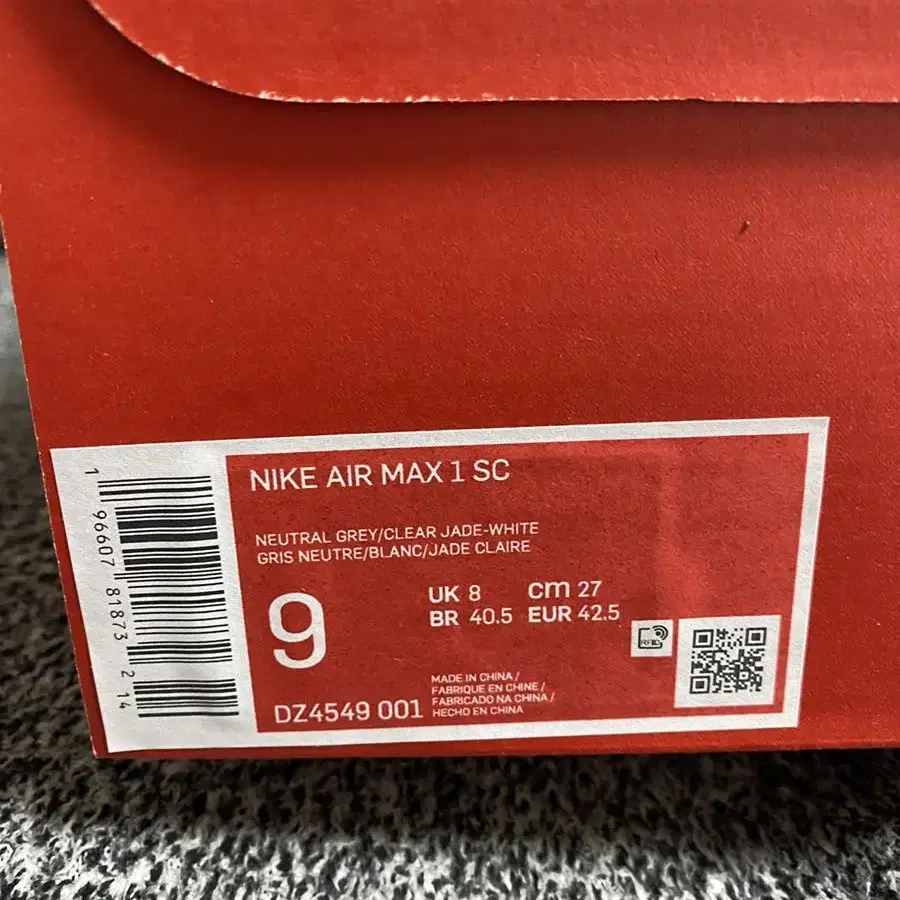 NIKE AIR MAX 1 SC
NEUTRAL GREY/CLEAR JADE-WHITE
GRIS NEUTRE/BLANC/JADE CLAIRE
9
UK 8 cm 27
BR 40.5 EUR 42.5
RFID
MADE IN CHINA /
FABRIQUE EN CHINE /
FABRICADO NA CHINA /
HECHO EN CHINA
DZ4549 001
1 96607 81873 2 14